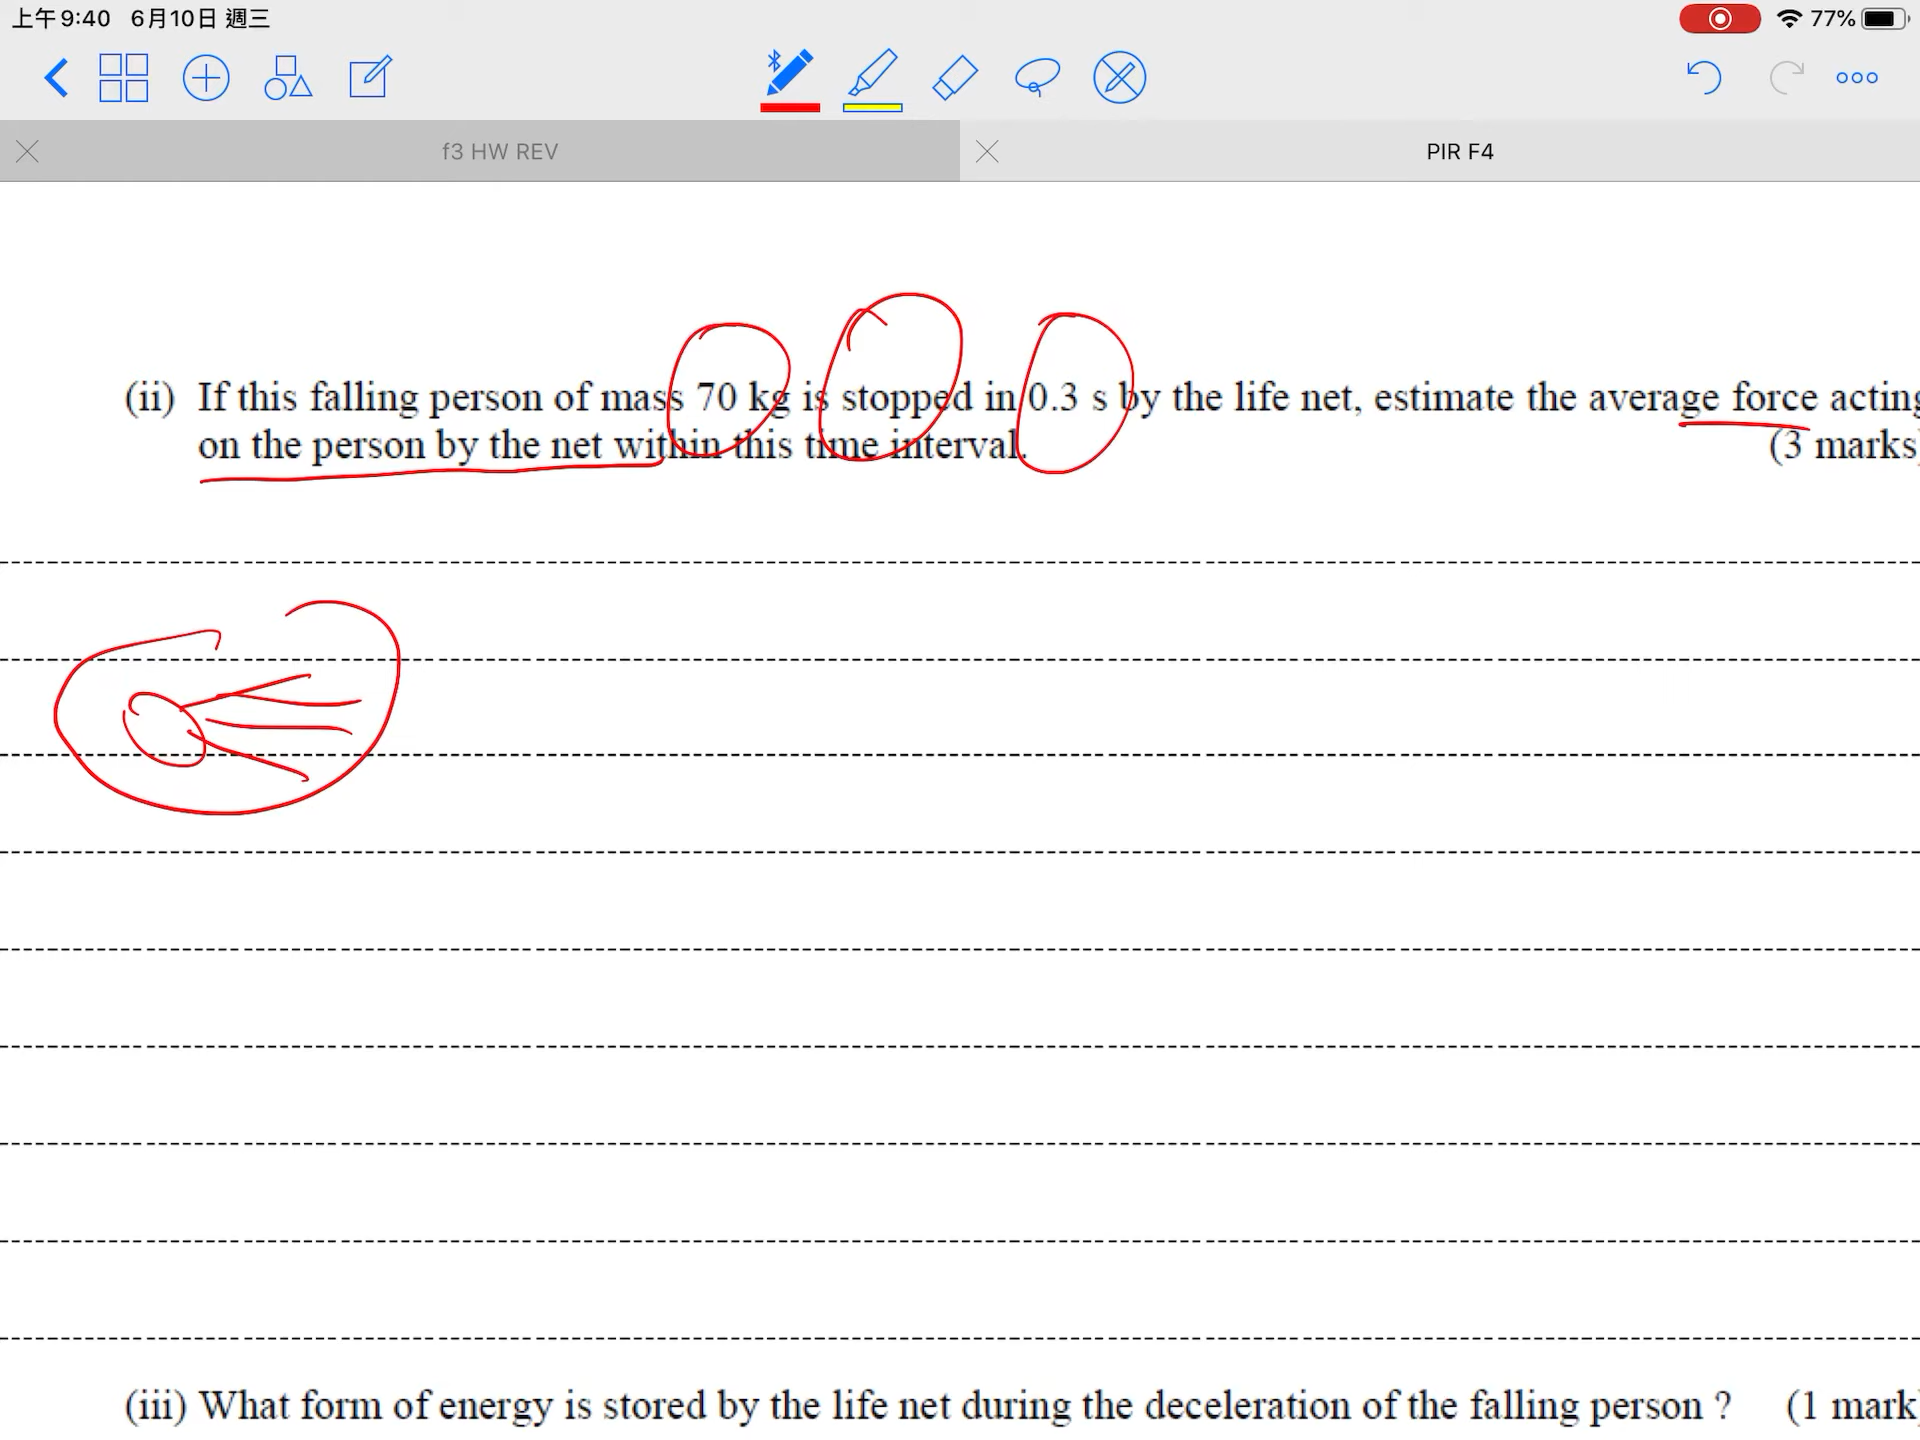 上午9:40 6月10日 週三
77%
f3 HW REV
PIR F4
(ii) If this falling person of mass 70 kg is stopped in 0.3 s by the life net, estimate the average force acting
on the person by the net within this time interval.
(3 marks
(iii) What form of energy is stored by the life net during the deceleration of the falling person ? (1 mark